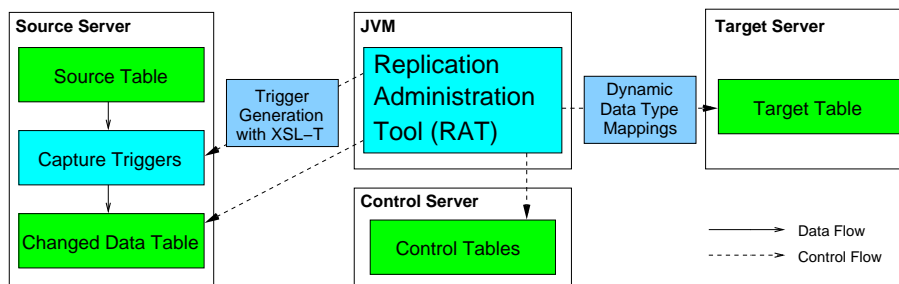 Source Server
Source Table
Capture Triggers
Changed Data Table
Trigger
Generation
with XSL−T
JVM
Replication
Administration
Tool (RAT)
Control Server
Control Tables
Dynamic
Data Type
Mappings
Target Server
Target Table
Data Flow
Control Flow